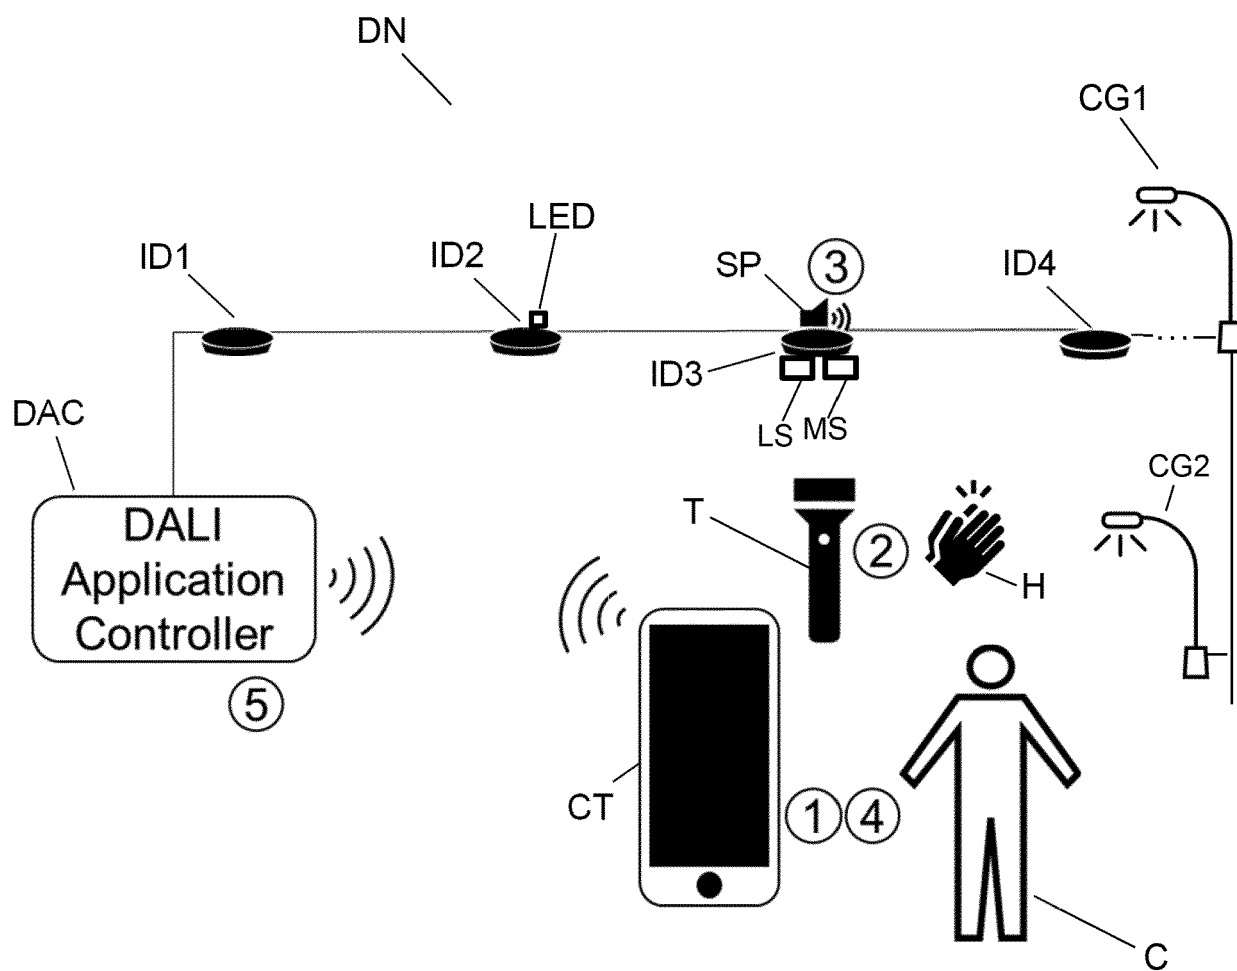 DN
CG1
LED
ID1
ID2
SP
3
ID4
ID3
DAC
LS
MS
CG2
T
2
H
DALI
Application
Controller
5
CT
1
4
C